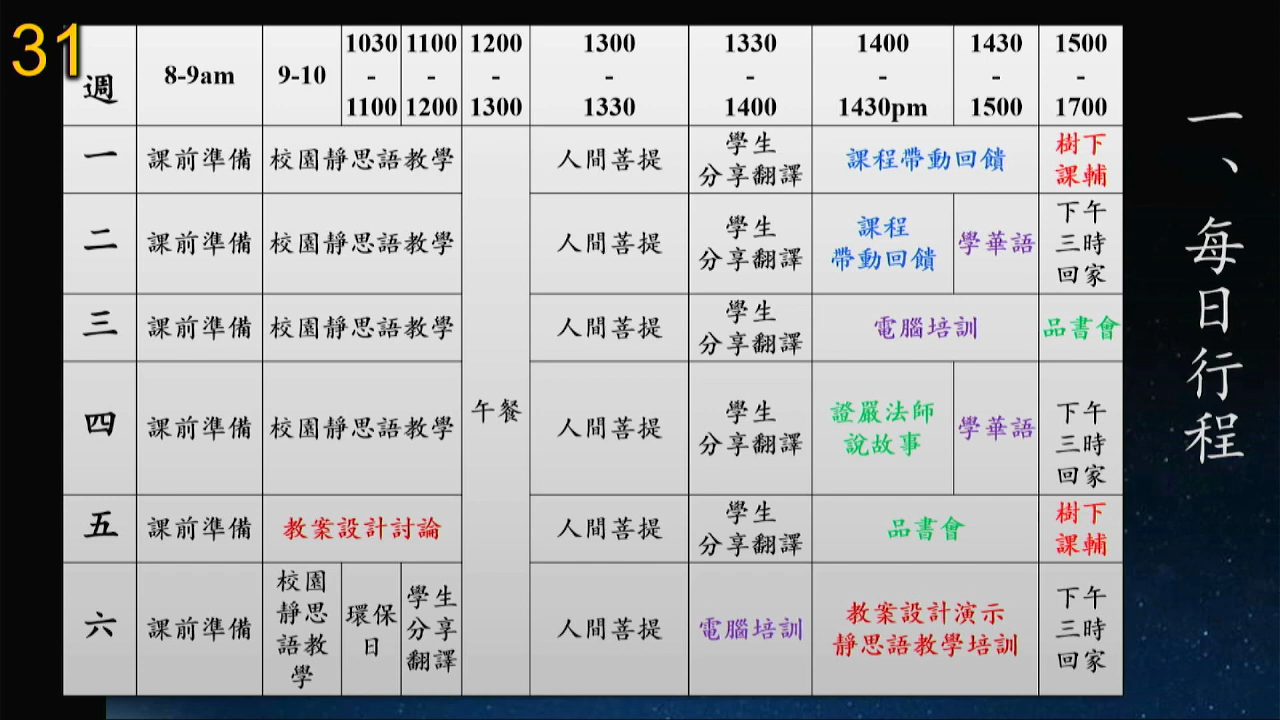 31
週
8-9am
9-10
1030
-
1100
1100
-
1200
1200
-
1300
1300
-
1330
1330
-
1400
1400
-
1430pm
1430
-
1500
1500
-
1700
一
課前準備
校園靜思語教學
午餐
人間菩提
學生
分享翻譯
課程帶動回饋
樹下
課輔
二
課前準備
校園靜思語教學
人間菩提
學生
分享翻譯
課程
帶動回饋
學華語
下午
三時
回家
三
課前準備
校園靜思語教學
人間菩提
學生
分享翻譯
電腦培訓
品書會
四
課前準備
校園靜思語教學
人間菩提
學生
分享翻譯
證嚴法師
說故事
學華語
下午
三時
回家
五
課前準備
教案設計討論
人間菩提
學生
分享翻譯
品書會
樹下
課輔
六
課前準備
校園
靜思
語教
學
環保
日
學生
分享
翻譯
人間菩提
電腦培訓
教案設計演示
靜思語教學培訓
下午
三時
回家
一、每日行程